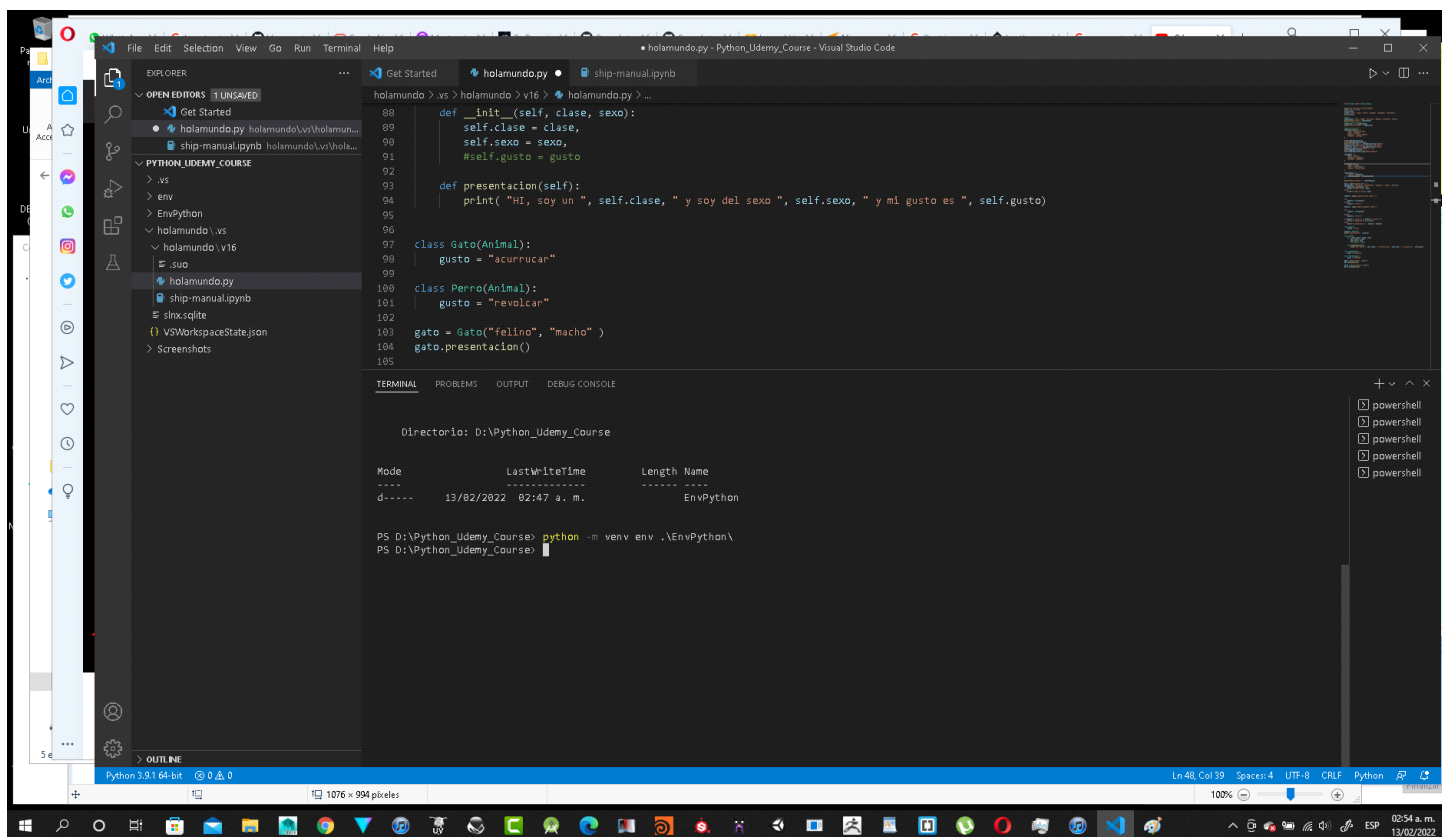 File Edit Selection View Go Run Terminal Help
● holamundo.py - Python_Udemy_Course - Visual Studio Code
EXPLORER
OPEN EDITORS 1 UNSAVED
Get Started
holamundo.py holamundo\.vs\holamun...
ship-manual.ipynb holamundo\.vs\hola...
PYTHON_UDEMY_COURSE
.vs
env
EnvPython
holamundo\.vs
holamundo\v16
.suo
holamundo.py
ship-manual.ipynb
slnx.sqlite
{} VSWorkspaceState.json
Screenshots
OUTLINE
Get Started holamundo.py ● ship-manual.ipynb
holamundo > .vs > holamundo > v16 > holamundo.py > ...
88 def __init__(self, clase, sexo):
89 self.clase = clase,
90 self.sexo = sexo,
91 #self.gusto = gusto
92
93 def presentacion(self):
94 print( "HI, soy un ", self.clase, " y soy del sexo ", self.sexo, " y mi gusto es ", self.gusto)
95
96
97 class Gato(Animal):
98 gusto = "acurrucar"
99
100 class Perro(Animal):
101 gusto = "revolcar"
102
103 gato = Gato("felino", "macho" )
104 gato.presentacion()
105
TERMINAL PROBLEMS OUTPUT DEBUG CONSOLE
Directorio: D:\Python_Udemy_Course
Mode LastWriteTime Length Name
---- ------------- ------ ----
d----- 13/02/2022 02:47 a. m. EnvPython
PS D:\Python_Udemy_Course> python -m venv env .\EnvPython\
PS D:\Python_Udemy_Course>
powershell
powershell
powershell
powershell
powershell
Python 3.9.1 64-bit 0 0
Ln 48, Col 39 Spaces: 4 UTF-8 CRLF Python
1076 × 994 píxeles
100%
ESP
02:54 a. m.
13/02/2022